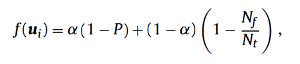 f(u_i) = α(1 − P) + (1 − α) (1 − N_f / N_t) ,